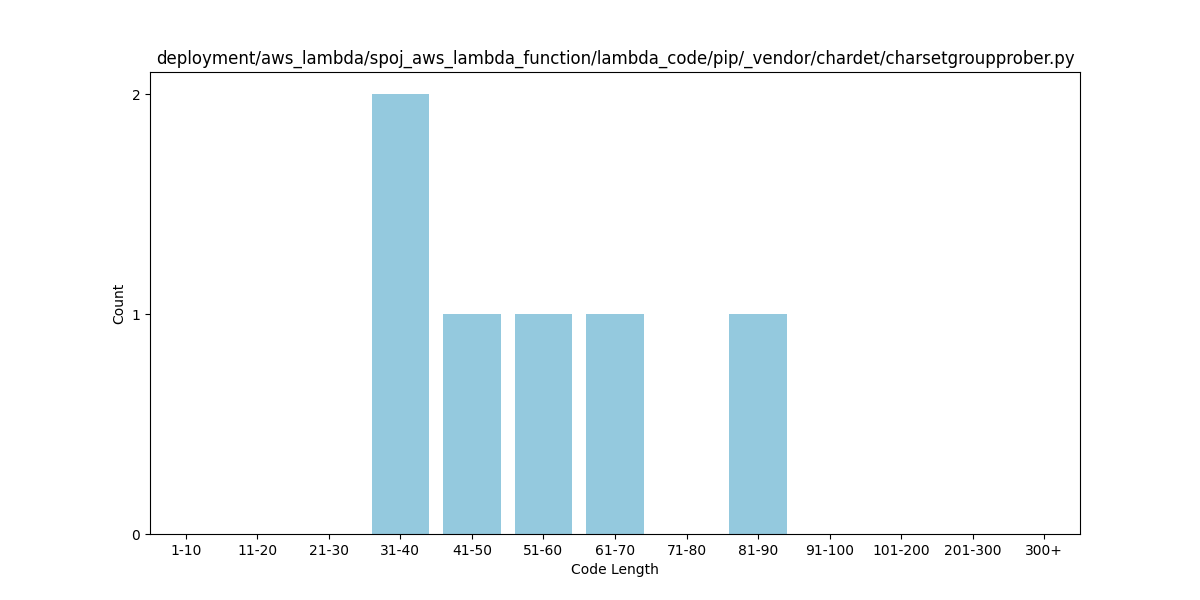 deployment/aws_lambda/spoj_aws_lambda_function/lambda_code/pip/_vendor/chardet/charsetgroupprober.py
2
1
0
Count
1-10 11-20 21-30 31-40 41-50 51-60 61-70 71-80 81-90 91-100 101-200 201-300 300+
Code Length